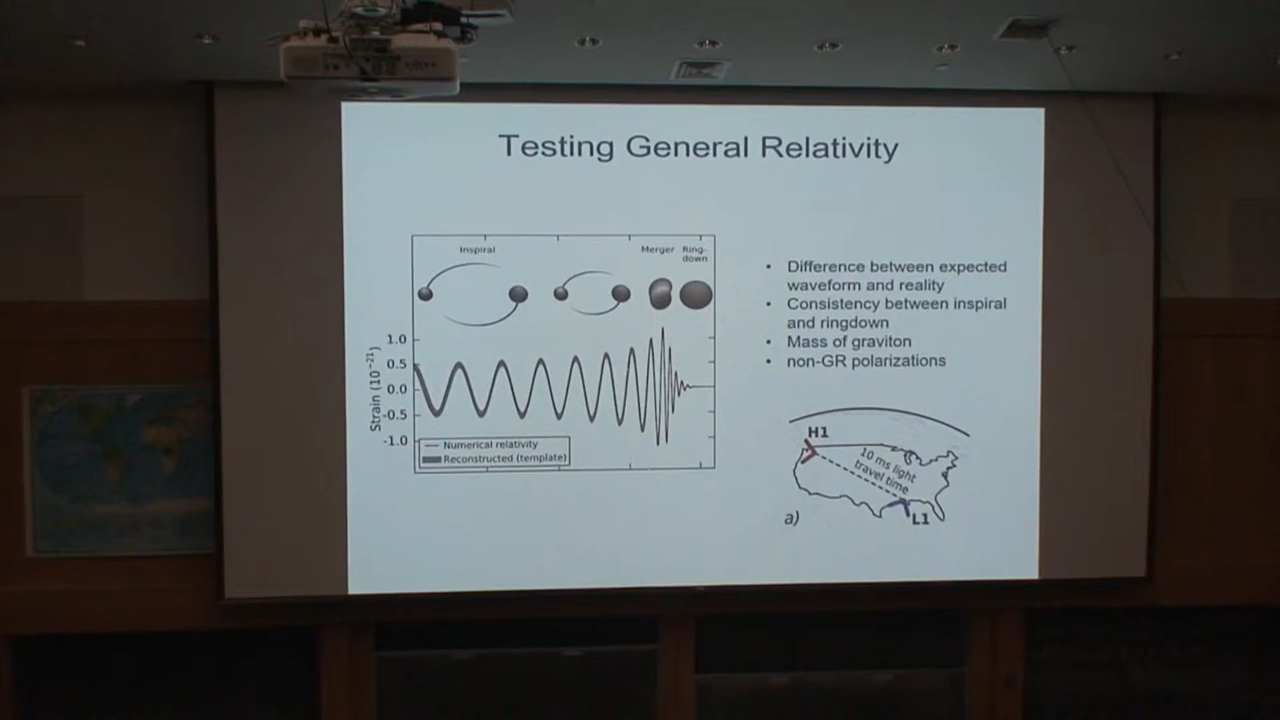 Testing General Relativity
Inspiral
Merger
Ring-
down
Strain (10⁻²¹)
1.0
0.5
0.0
-0.5
-1.0
Numerical relativity
Reconstructed (template)
• Difference between expected
waveform and reality
• Consistency between inspiral
and ringdown
• Mass of graviton
• non-GR polarizations
H1
10 ms light
travel time
L1
a)